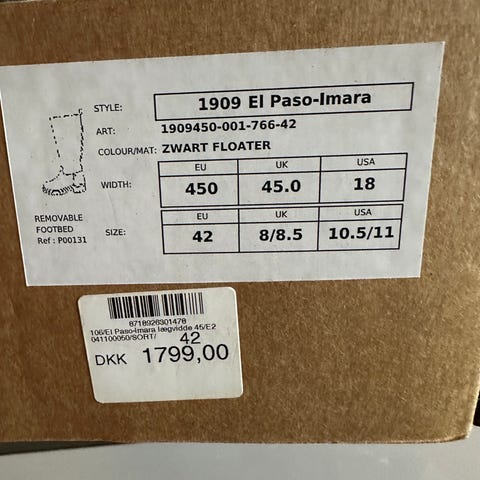 STYLE: 1909 El Paso-Imara
ART: 1909450-001-766-42
COLOUR/MAT: ZWART FLOATER
EU UK USA
WIDTH: 450 45.0 18
EU UK USA
SIZE: 42 8/8.5 10.5/11
REMOVABLE
FOOTBED
Ref : P00131
8718926301478
106/El Paso-Imara lægvidde 45/E2
041100050/SORT/ 42
DKK 1799,00